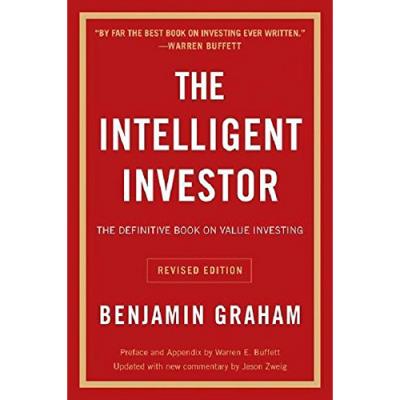 "BY FAR THE BEST BOOK ON INVESTING EVER WRITTEN."
—WARREN BUFFETT
THE
INTELLIGENT
INVESTOR
THE DEFINITIVE BOOK ON VALUE INVESTING
REVISED EDITION
BENJAMIN GRAHAM
Preface and Appendix by Warren E. Buffett
Updated with new commentary by Jason Zweig